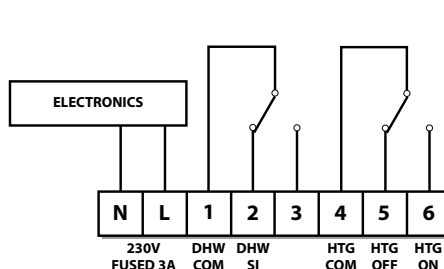 ELECTRONICS
N L 1 2 3 4 5 6
230V DHW DHW HTG HTG HTG
FUSED 3A COM SI COM OFF ON